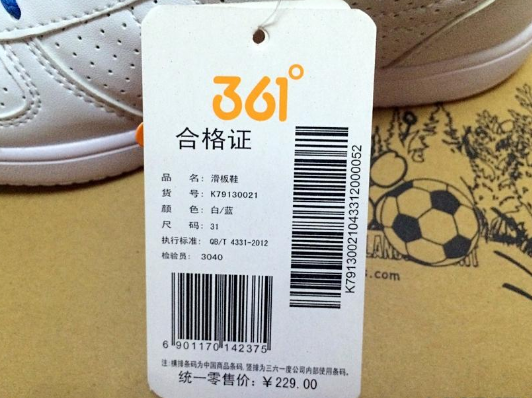 361°
合格证
品 名: 滑板鞋
货 号: K79130021
颜 色: 白/蓝
尺 码: 31
执行标准: QB/T 4331-2012
检验员: 3040
K79130021043312000052
6 901170 142375
注:横排条码为中国商品条码,竖排为三六一度公司内部使用条码。
统一零售价: ￥229.00
s.com